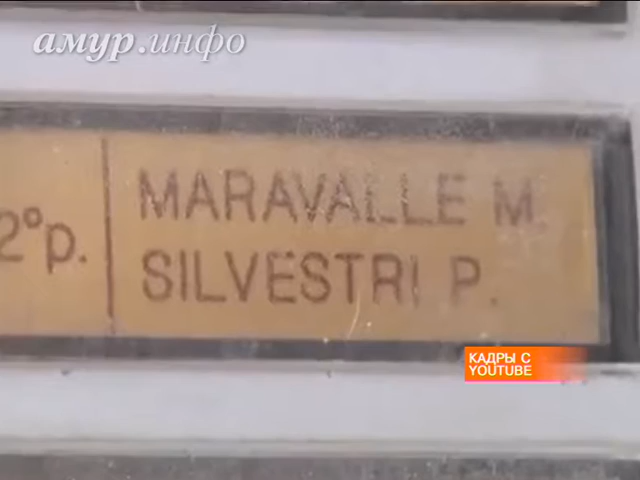 амур.инфо
2°p.
MARAVALLE M.
SILVESTRI P.
КАДРЫ С
YOUTUBE